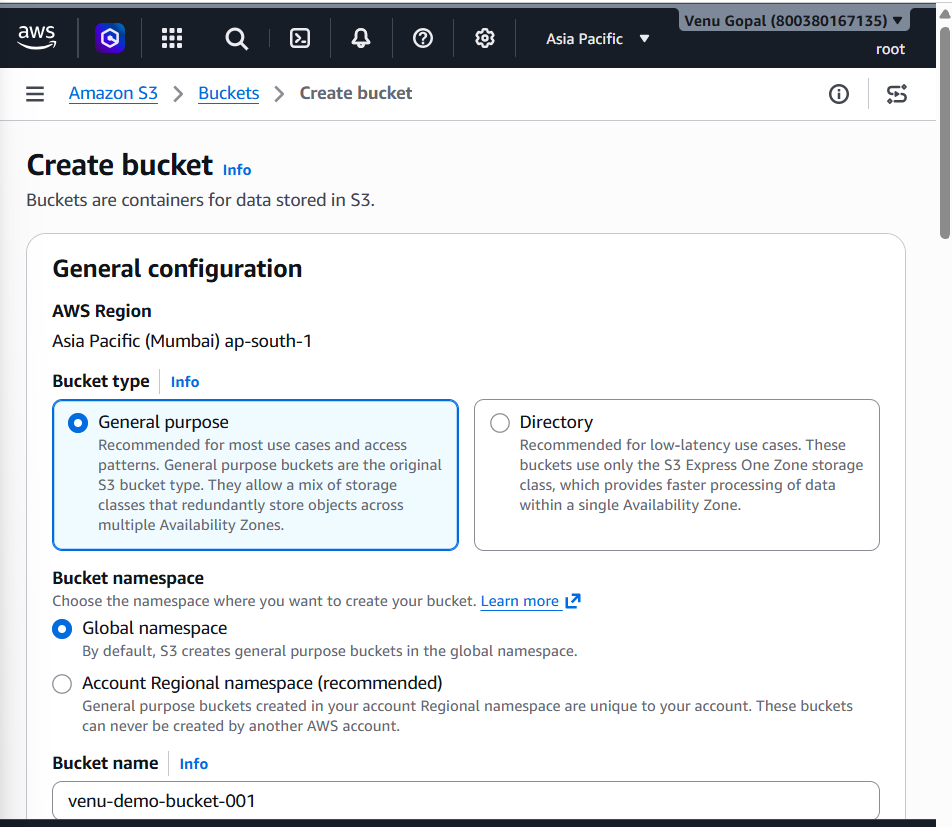 aws
Asia Pacific
Venu Gopal (800380167135)
root
Amazon S3
Buckets
Create bucket
Create bucket Info
Buckets are containers for data stored in S3.
General configuration
AWS Region
Asia Pacific (Mumbai) ap-south-1
Bucket type Info
General purpose
Recommended for most use cases and access
patterns. General purpose buckets are the original
S3 bucket type. They allow a mix of storage
classes that redundantly store objects across
multiple Availability Zones.
Directory
Recommended for low-latency use cases. These
buckets use only the S3 Express One Zone storage
class, which provides faster processing of data
within a single Availability Zone.
Bucket namespace
Choose the namespace where you want to create your bucket. Learn more
Global namespace
By default, S3 creates general purpose buckets in the global namespace.
Account Regional namespace (recommended)
General purpose buckets created in your account Regional namespace are unique to your account. These buckets
can never be created by another AWS account.
Bucket name Info
venu-demo-bucket-001